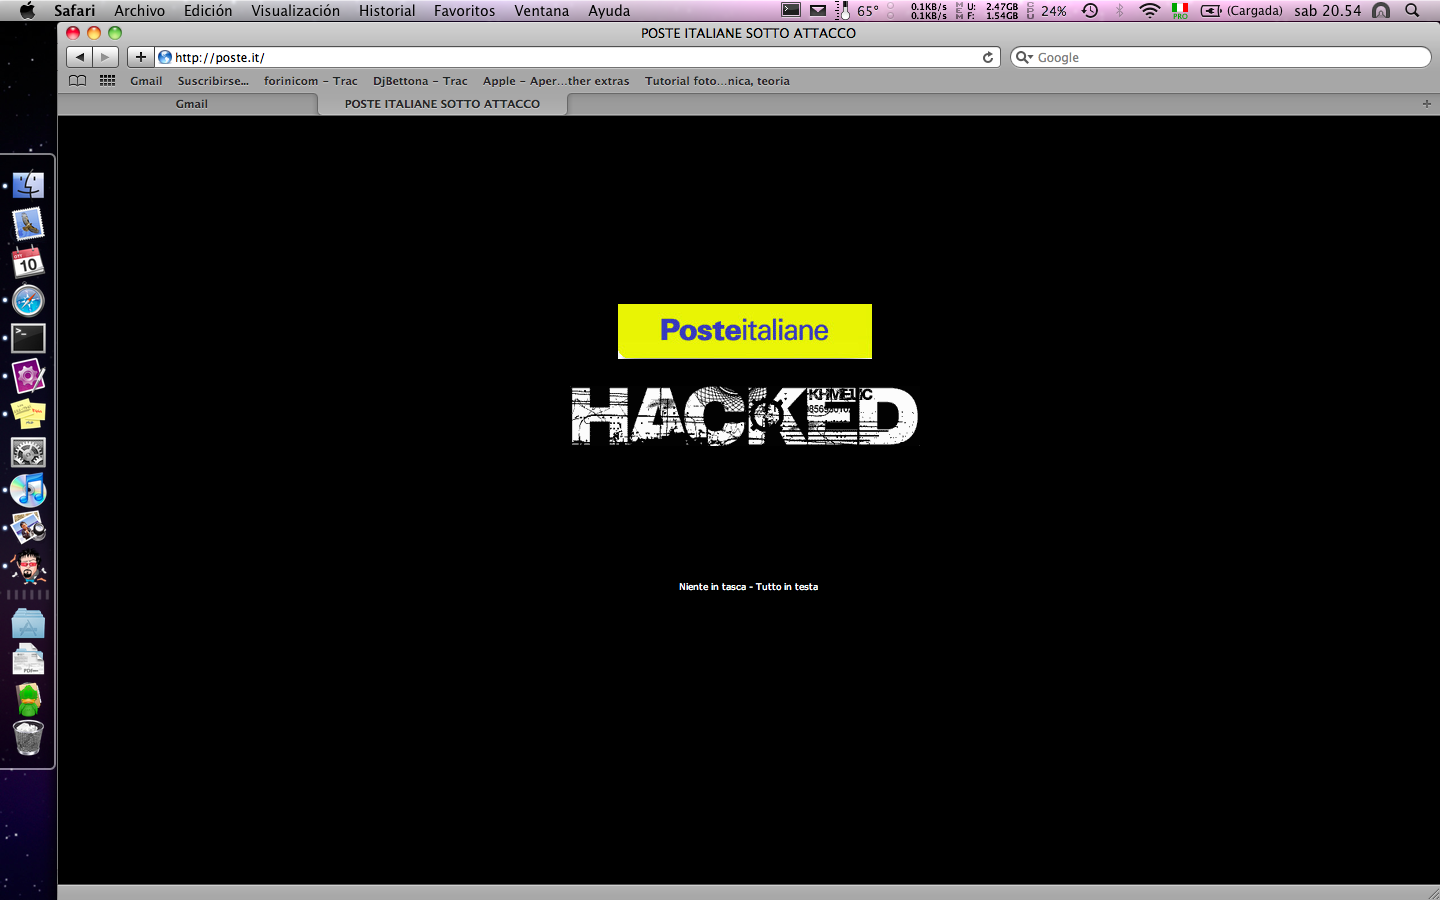 Safari Archivo Edición Visualización Historial Favoritos Ventana Ayuda 65° 0.1KB/s 0.1KB/s U: 2.47GB F: 1.54GB 24% PRO (Cargada) sab 20.54
POSTE ITALIANE SOTTO ATTACCO
http://poste.it/ Google
Gmail Suscribirse... forinicom – Trac DjBettona – Trac Apple – Aper...ther extras Tutorial foto...nica, teoria
Gmail POSTE ITALIANE SOTTO ATTACCO
10
Posteitaliane
HACKED
Niente in tasca - Tutto in testa